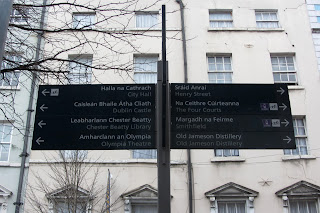 Halla na Cathrach
City Hall
Caisleán Bhaile Átha Cliath
Dublin Castle
Leabharlann Chester Beatty
Chester Beatty Library
Amharclann an Olympia
Olympia Theatre
Sráid Anraí
Henry Street
Na Ceithre Cúirteanna
The Four Courts
Margadh na Feirme
Smithfield
Old Jameson Distillery
Old Jameson Distillery